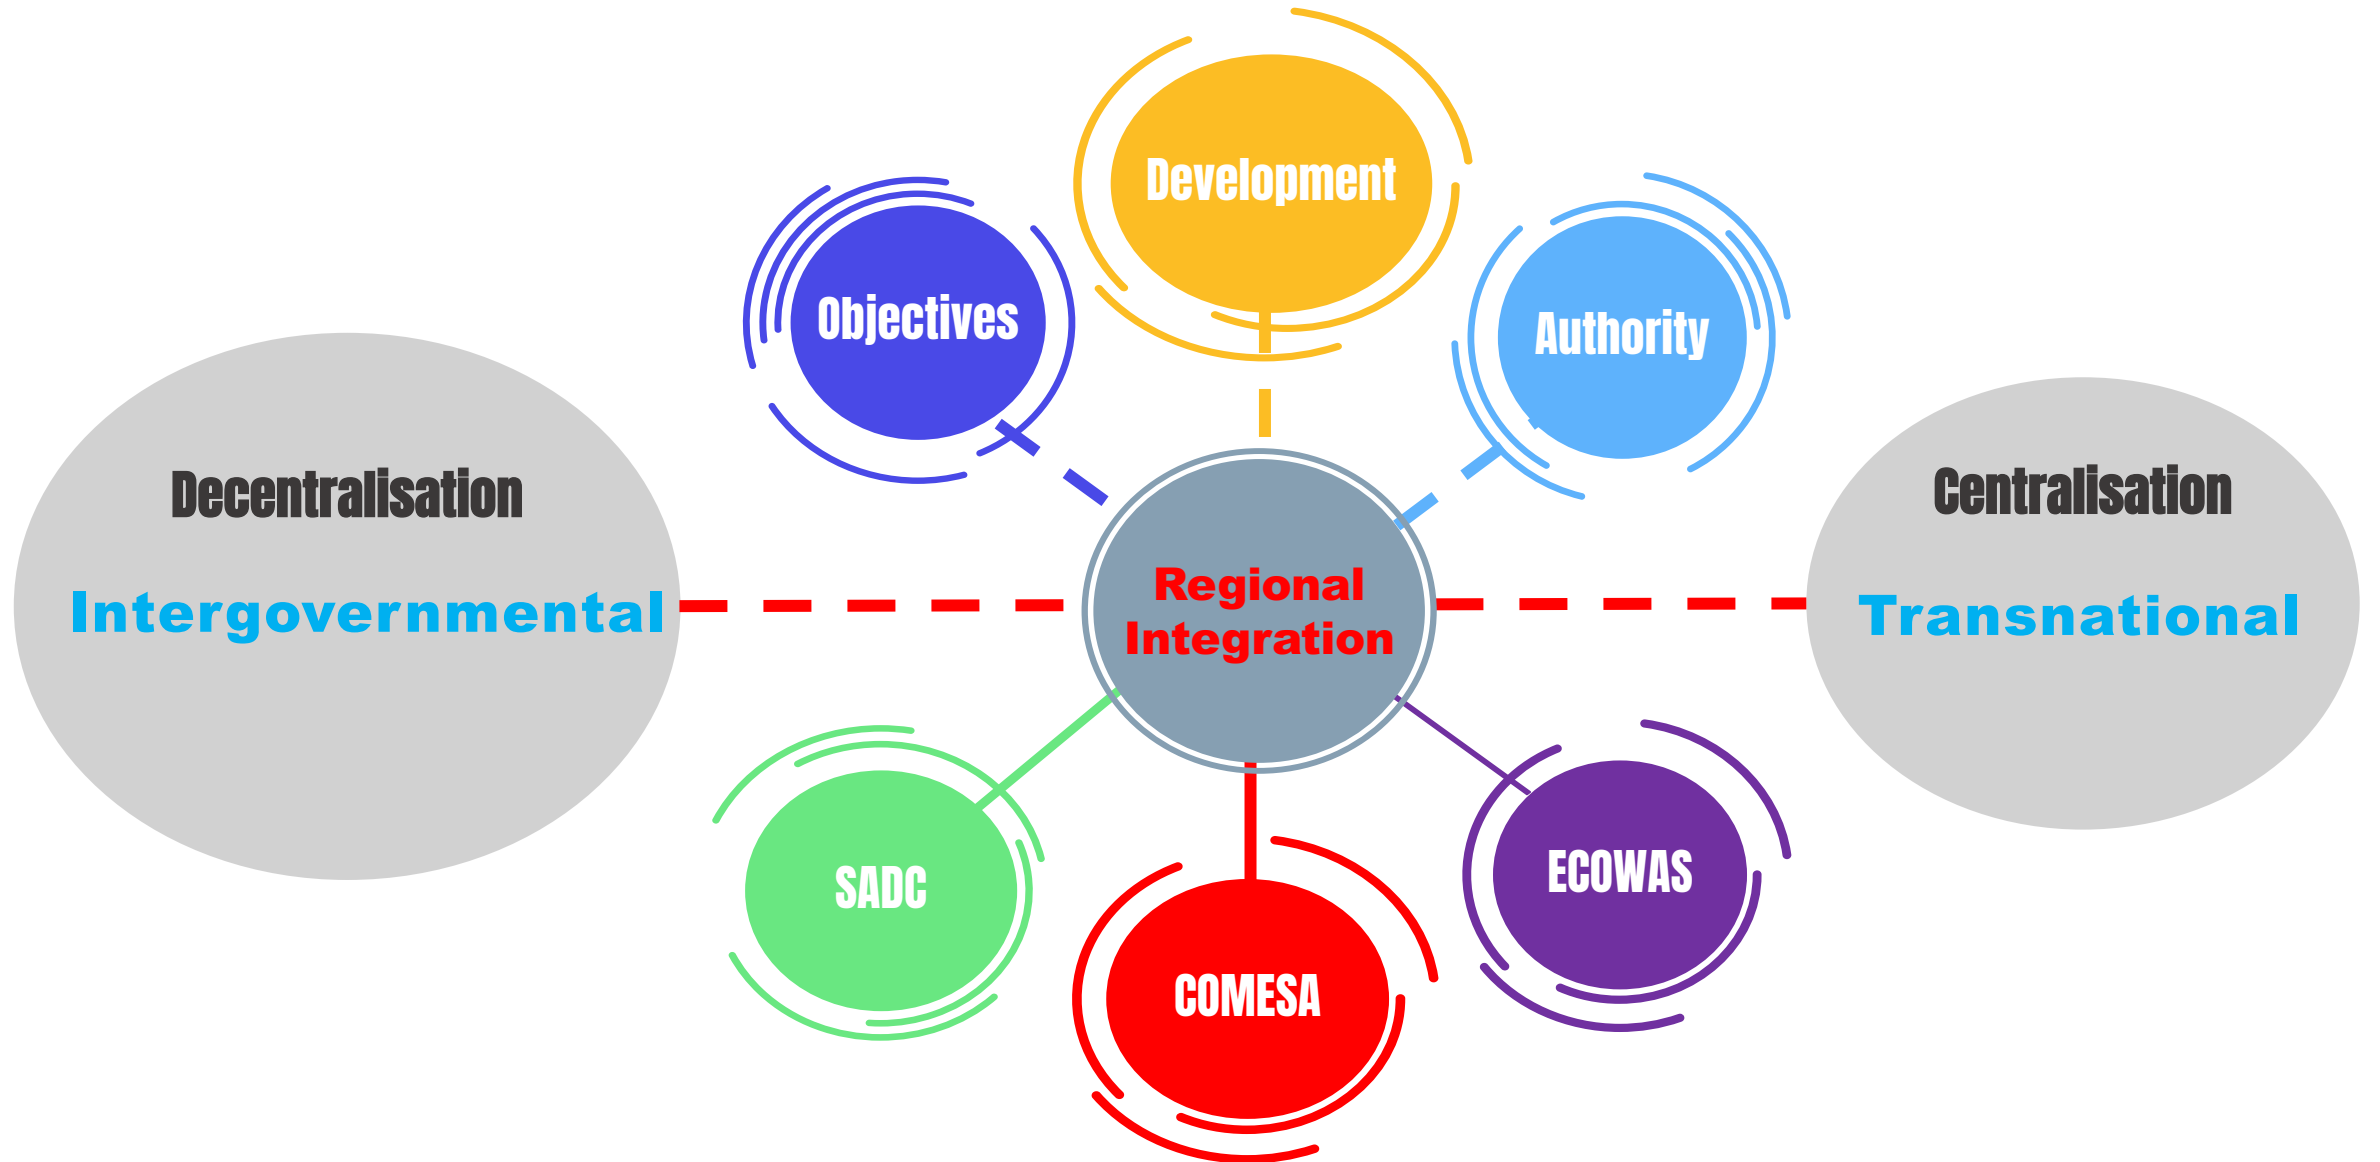 Development
Objectives
Authority
Decentralisation
Intergovernmental
Regional
Integration
Centralisation
Transnational
SADC
COMESA
ECOWAS